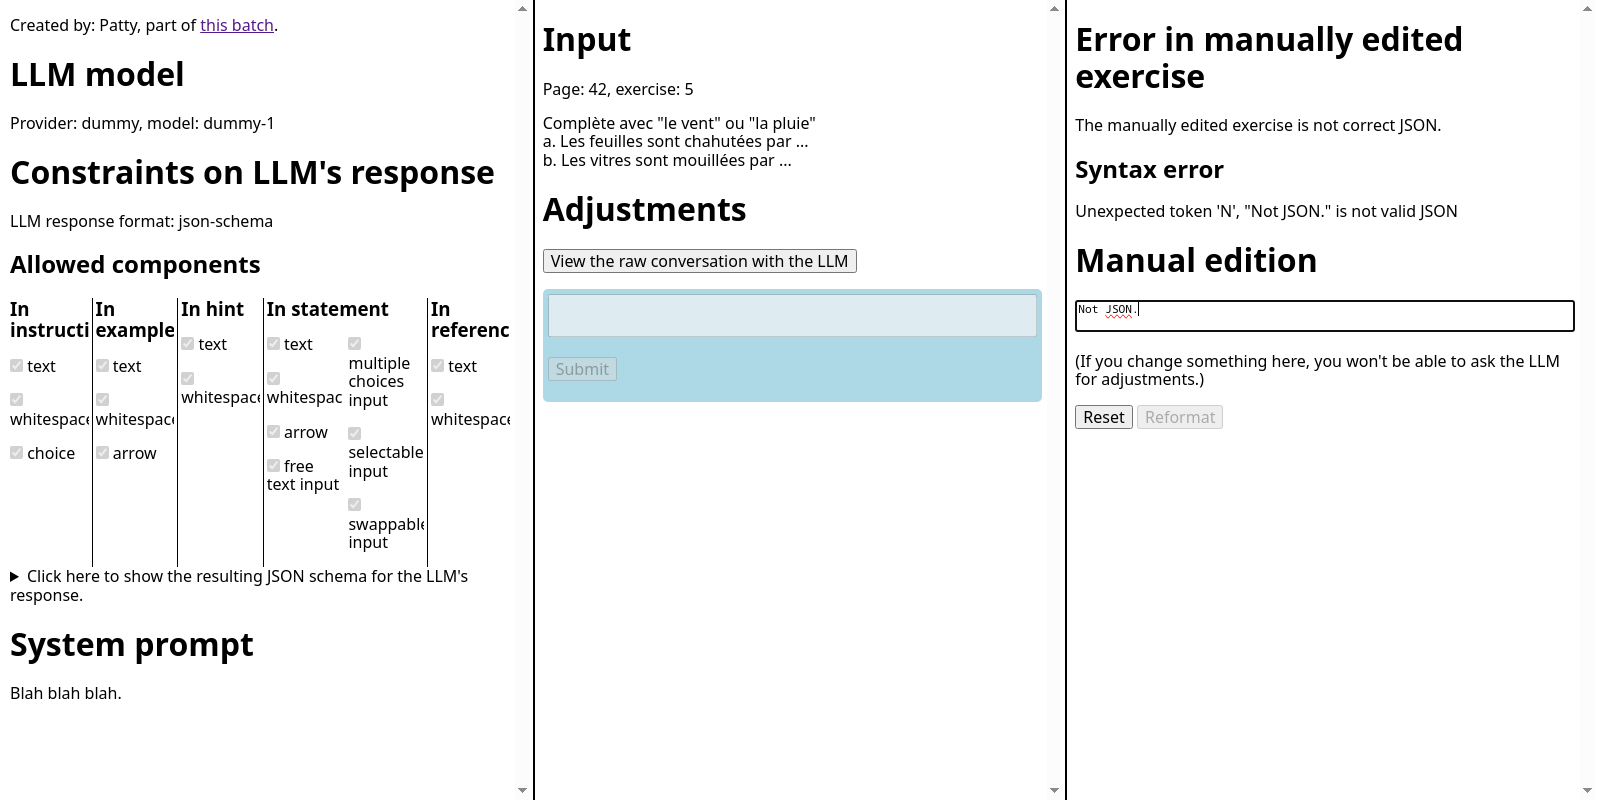 Created by: Patty, part of this batch.
LLM model
Provider: dummy, model: dummy-1
Constraints on LLM's response
LLM response format: json-schema
Allowed components
In
instructi
text
whitespace
choice
In
example
text
whitespace
arrow
In hint
text
whitespace
In statement
text
whitespac
arrow
free
text input
multiple
choices
input
selectable
input
swappable
input
In
referenc
text
whitespace
Click here to show the resulting JSON schema for the LLM's
response.
System prompt
Blah blah blah.
Input
Page: 42, exercise: 5
Complète avec "le vent" ou "la pluie"
a. Les feuilles sont chahutées par ...
b. Les vitres sont mouillées par ...
Adjustments
View the raw conversation with the LLM
Submit
Error in manually edited
exercise
The manually edited exercise is not correct JSON.
Syntax error
Unexpected token 'N', "Not JSON." is not valid JSON
Manual edition
Not JSON.
(If you change something here, you won't be able to ask the LLM
for adjustments.)
Reset Reformat